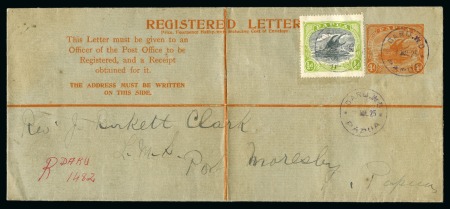 REGISTERED LETTER
This Letter must be given to an
Officer of the Post Office to be
Registered, and a Receipt
obtained for it.
THE ADDRESS MUST BE WRITTEN
ON THIS SIDE.
PAPUA
Rev. J. Burkett Clark,
L. M. S.
Port Moresby,
Papua
R DARU
1482
PAPUA